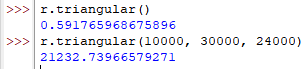 >>> r.triangular()
0.591765968675896
>>> r.triangular(10000, 30000, 24000)
21232.73966579271